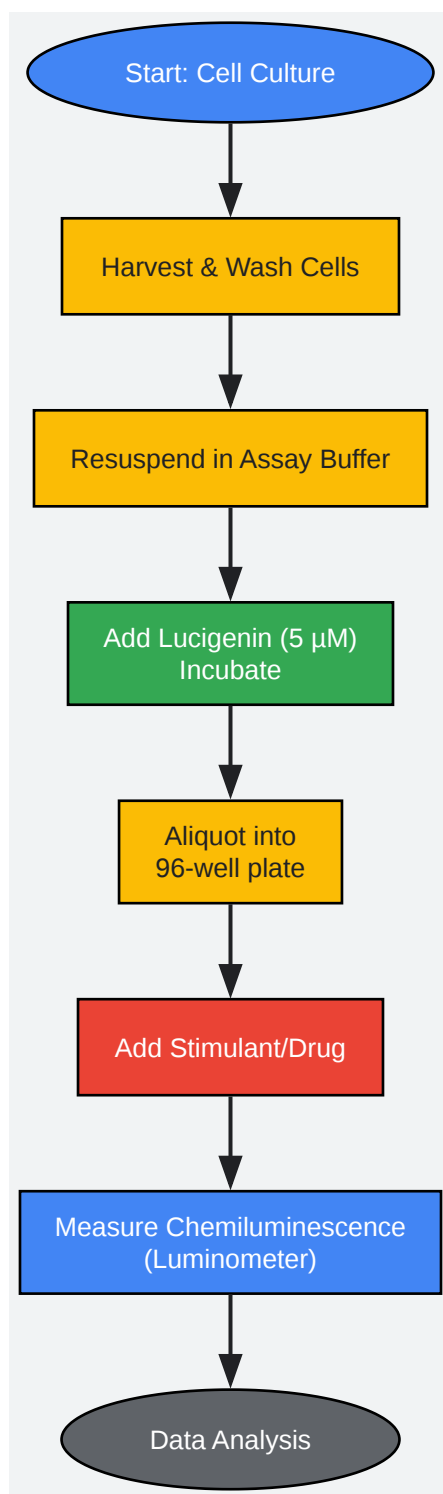 Start: Cell Culture
Harvest & Wash Cells
Resuspend in Assay Buffer
Add Lucigenin (5 µM)
Incubate
Aliquot into
96-well plate
Add Stimulant/Drug
Measure Chemiluminescence
(Luminometer)
Data Analysis